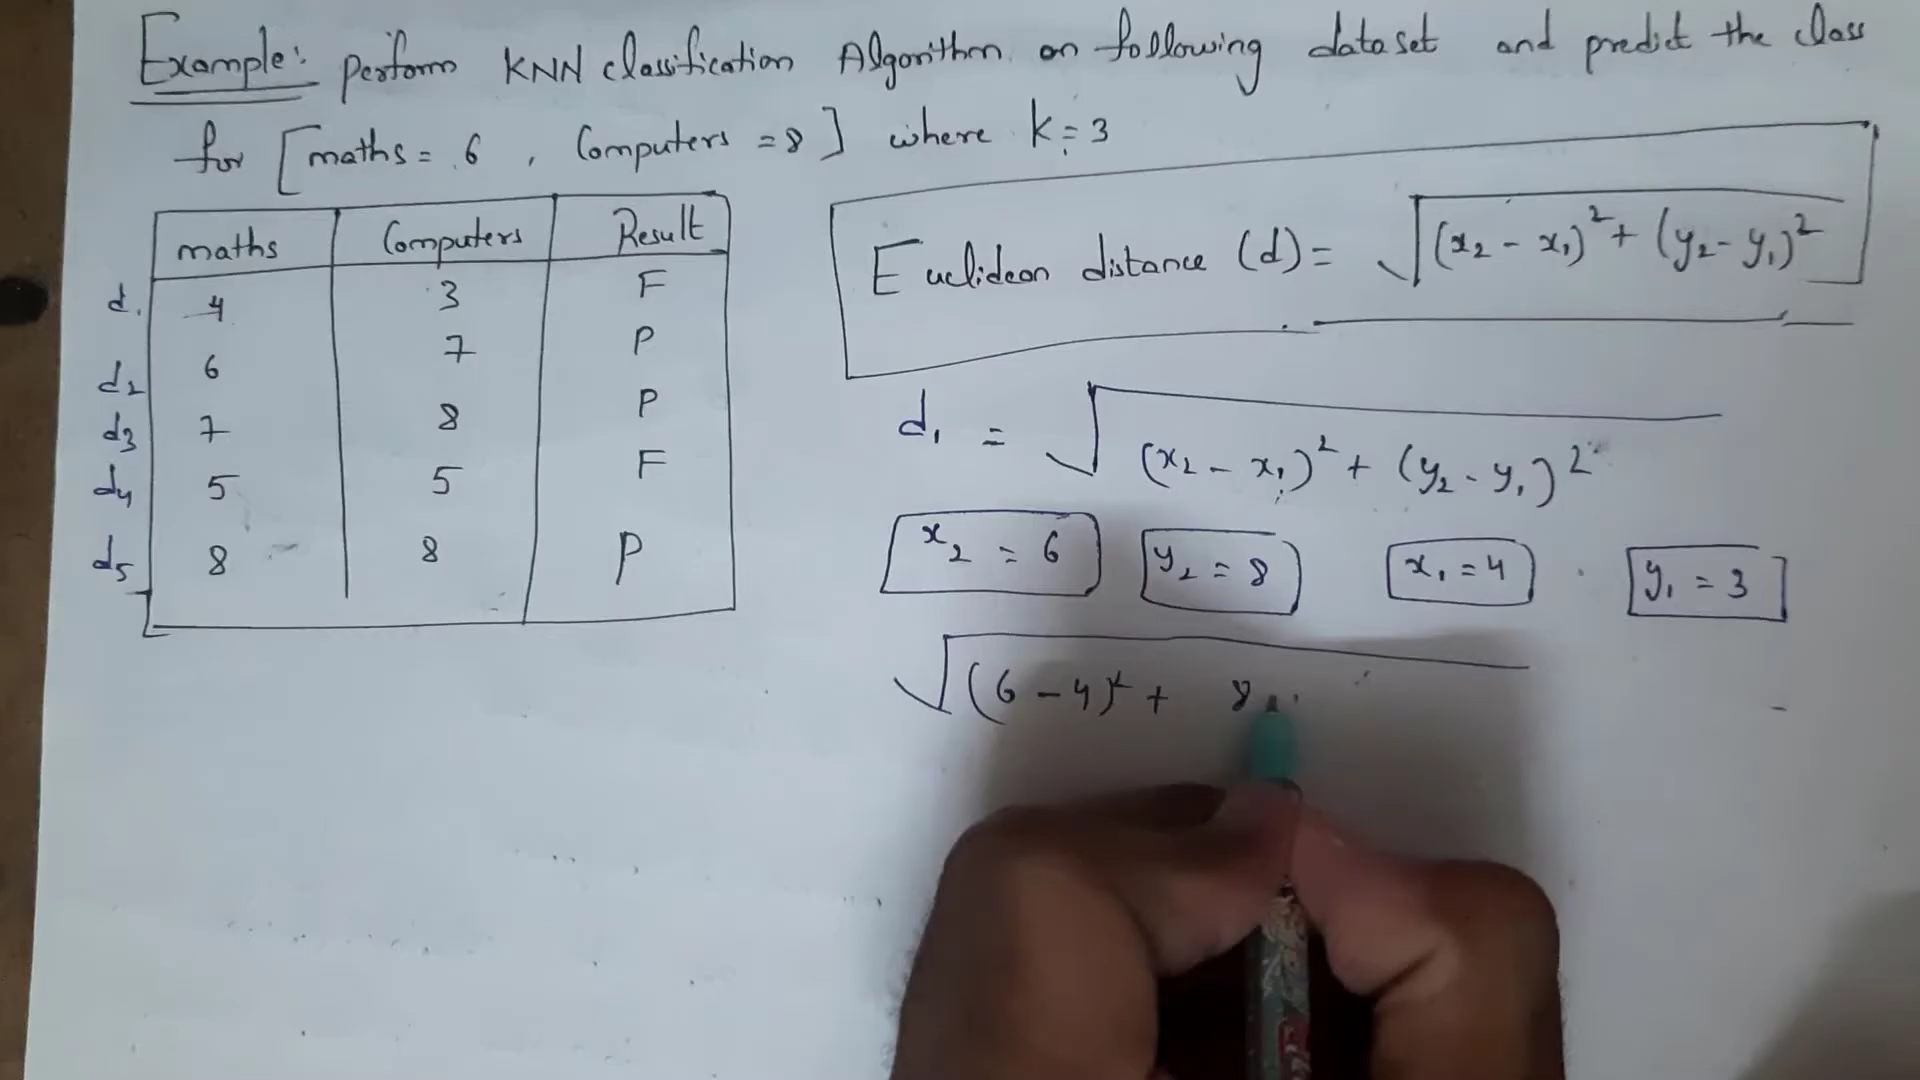 Example: perform KNN classification Algorithm on following dataset and predict the class
for [maths = 6 , Computers = 8] where K = 3
maths Computers Result
d1 4 3 F
d2 6 7 P
d3 7 8 P
d4 5 5 F
d5 8 8 P
Euclidean distance (d) = √(x₂ - x₁)² + (y₂ - y₁)²
d₁ = √(x₂ - x₁)² + (y₂ - y₁)²
x₂ = 6 y₂ = 8 x₁ = 4 y₁ = 3
√(6 - 4)² + 8